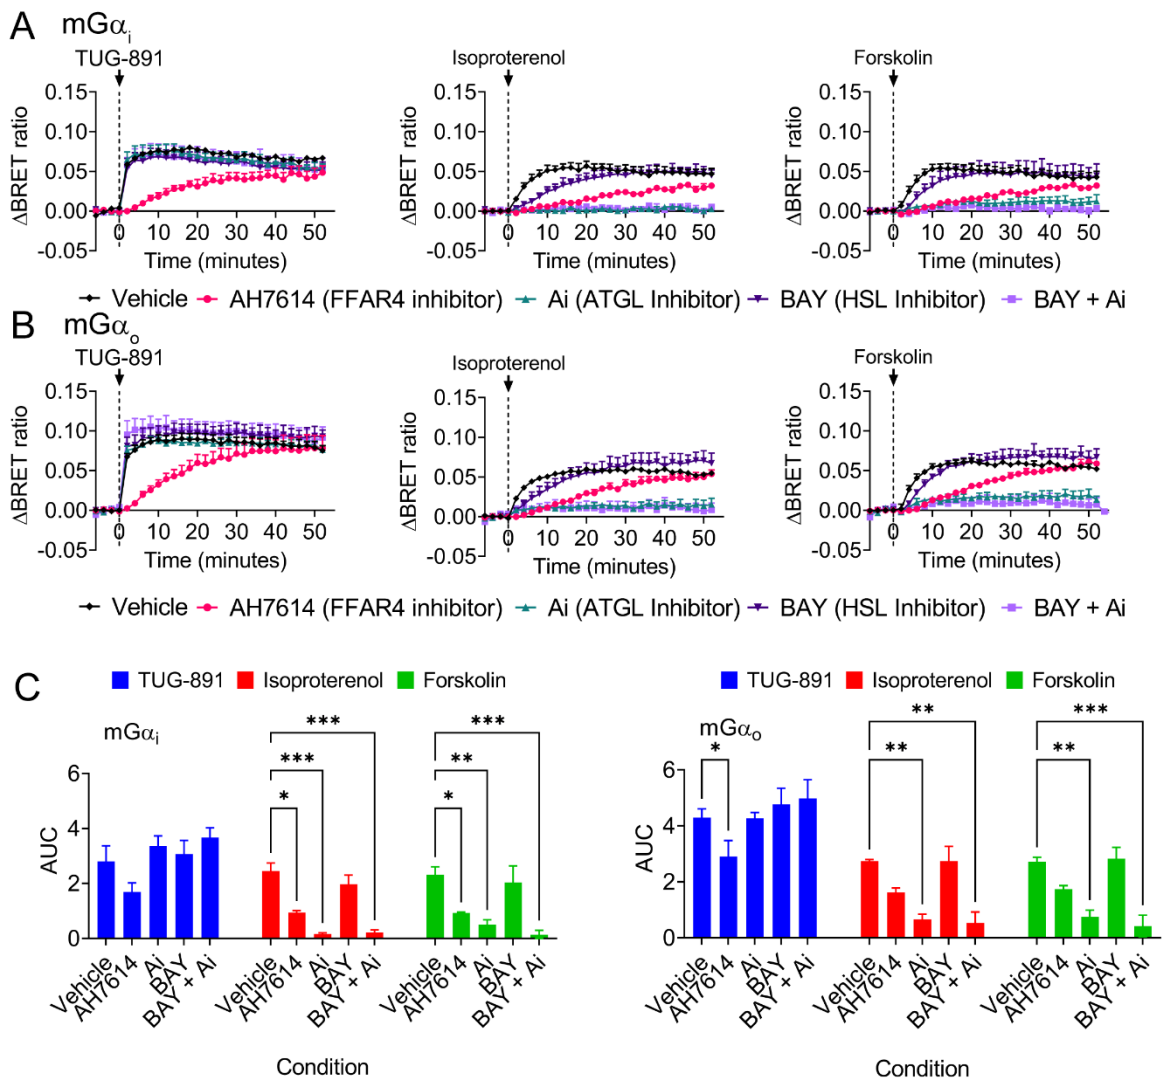 A mGαi
TUG-891 Isoproterenol Forskolin
0.15 0.15 0.15
0.10 0.10 0.10
ΔBRET ratio ΔBRET ratio ΔBRET ratio
0.05 0.05 0.05
0.00 0.00 0.00
0 10 20 30 40 50 0 10 20 30 40 50 0 10 20 30 40 50
-0.05 -0.05 -0.05
Time (minutes) Time (minutes) Time (minutes)
Vehicle AH7614 (FFAR4 inhibitor) Ai (ATGL Inhibitor) BAY (HSL Inhibitor) BAY + Ai
B mGαo
TUG-891 Isoproterenol Forskolin
0.15 0.15 0.15
0.10 0.10 0.10
ΔBRET ratio ΔBRET ratio ΔBRET ratio
0.05 0.05 0.05
0.00 0.00 0.00
0 10 20 30 40 50 0 10 20 30 40 50 0 10 20 30 40 50
-0.05 -0.05 -0.05
Time (minutes) Time (minutes) Time (minutes)
Vehicle AH7614 (FFAR4 inhibitor) Ai (ATGL Inhibitor) BAY (HSL Inhibitor) BAY + Ai
C
TUG-891 Isoproterenol Forskolin
mGαi
*** ***
*** **
* *
6
4
AUC
2
0
Vehicle AH7614 Ai BAY BAY + Ai Vehicle AH7614 Ai BAY BAY + Ai Vehicle AH7614 Ai BAY BAY + Ai
Condition
TUG-891 Isoproterenol Forskolin
mGαo
** ***
* ** **
6
4
AUC
2
0
Vehicle AH7614 Ai BAY BAY + Ai Vehicle AH7614 Ai BAY BAY + Ai Vehicle AH7614 Ai BAY BAY + Ai
Condition